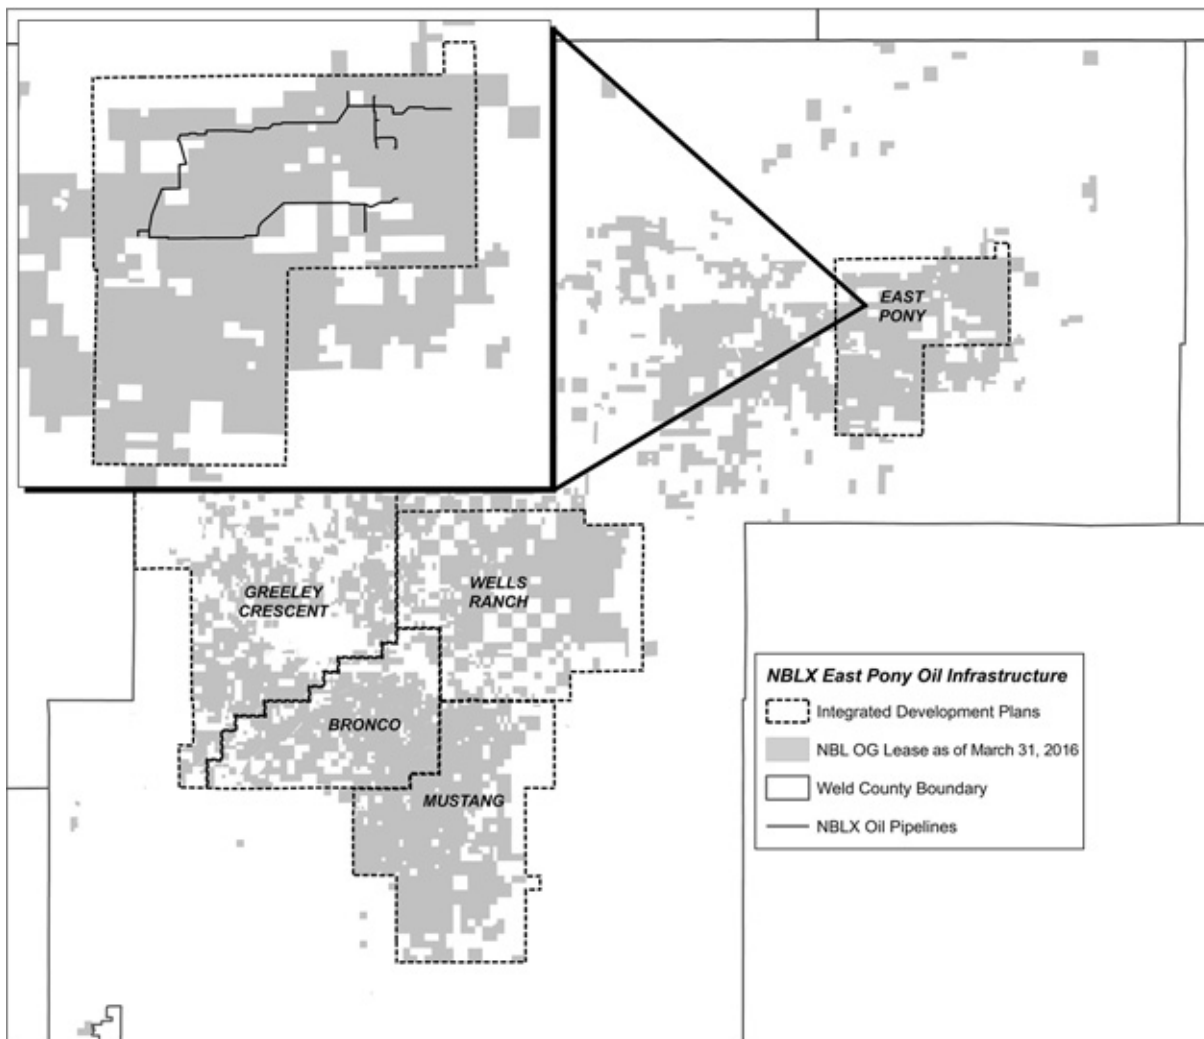 EAST
PONY
WELLS
RANCH
GREELEY
CRESCENT
BRONCO
MUSTANG
NBLX East Pony Oil Infrastructure
Integrated Development Plans
NBL OG Lease as of March 31, 2016
Weld County Boundary
NBLX Oil Pipelines